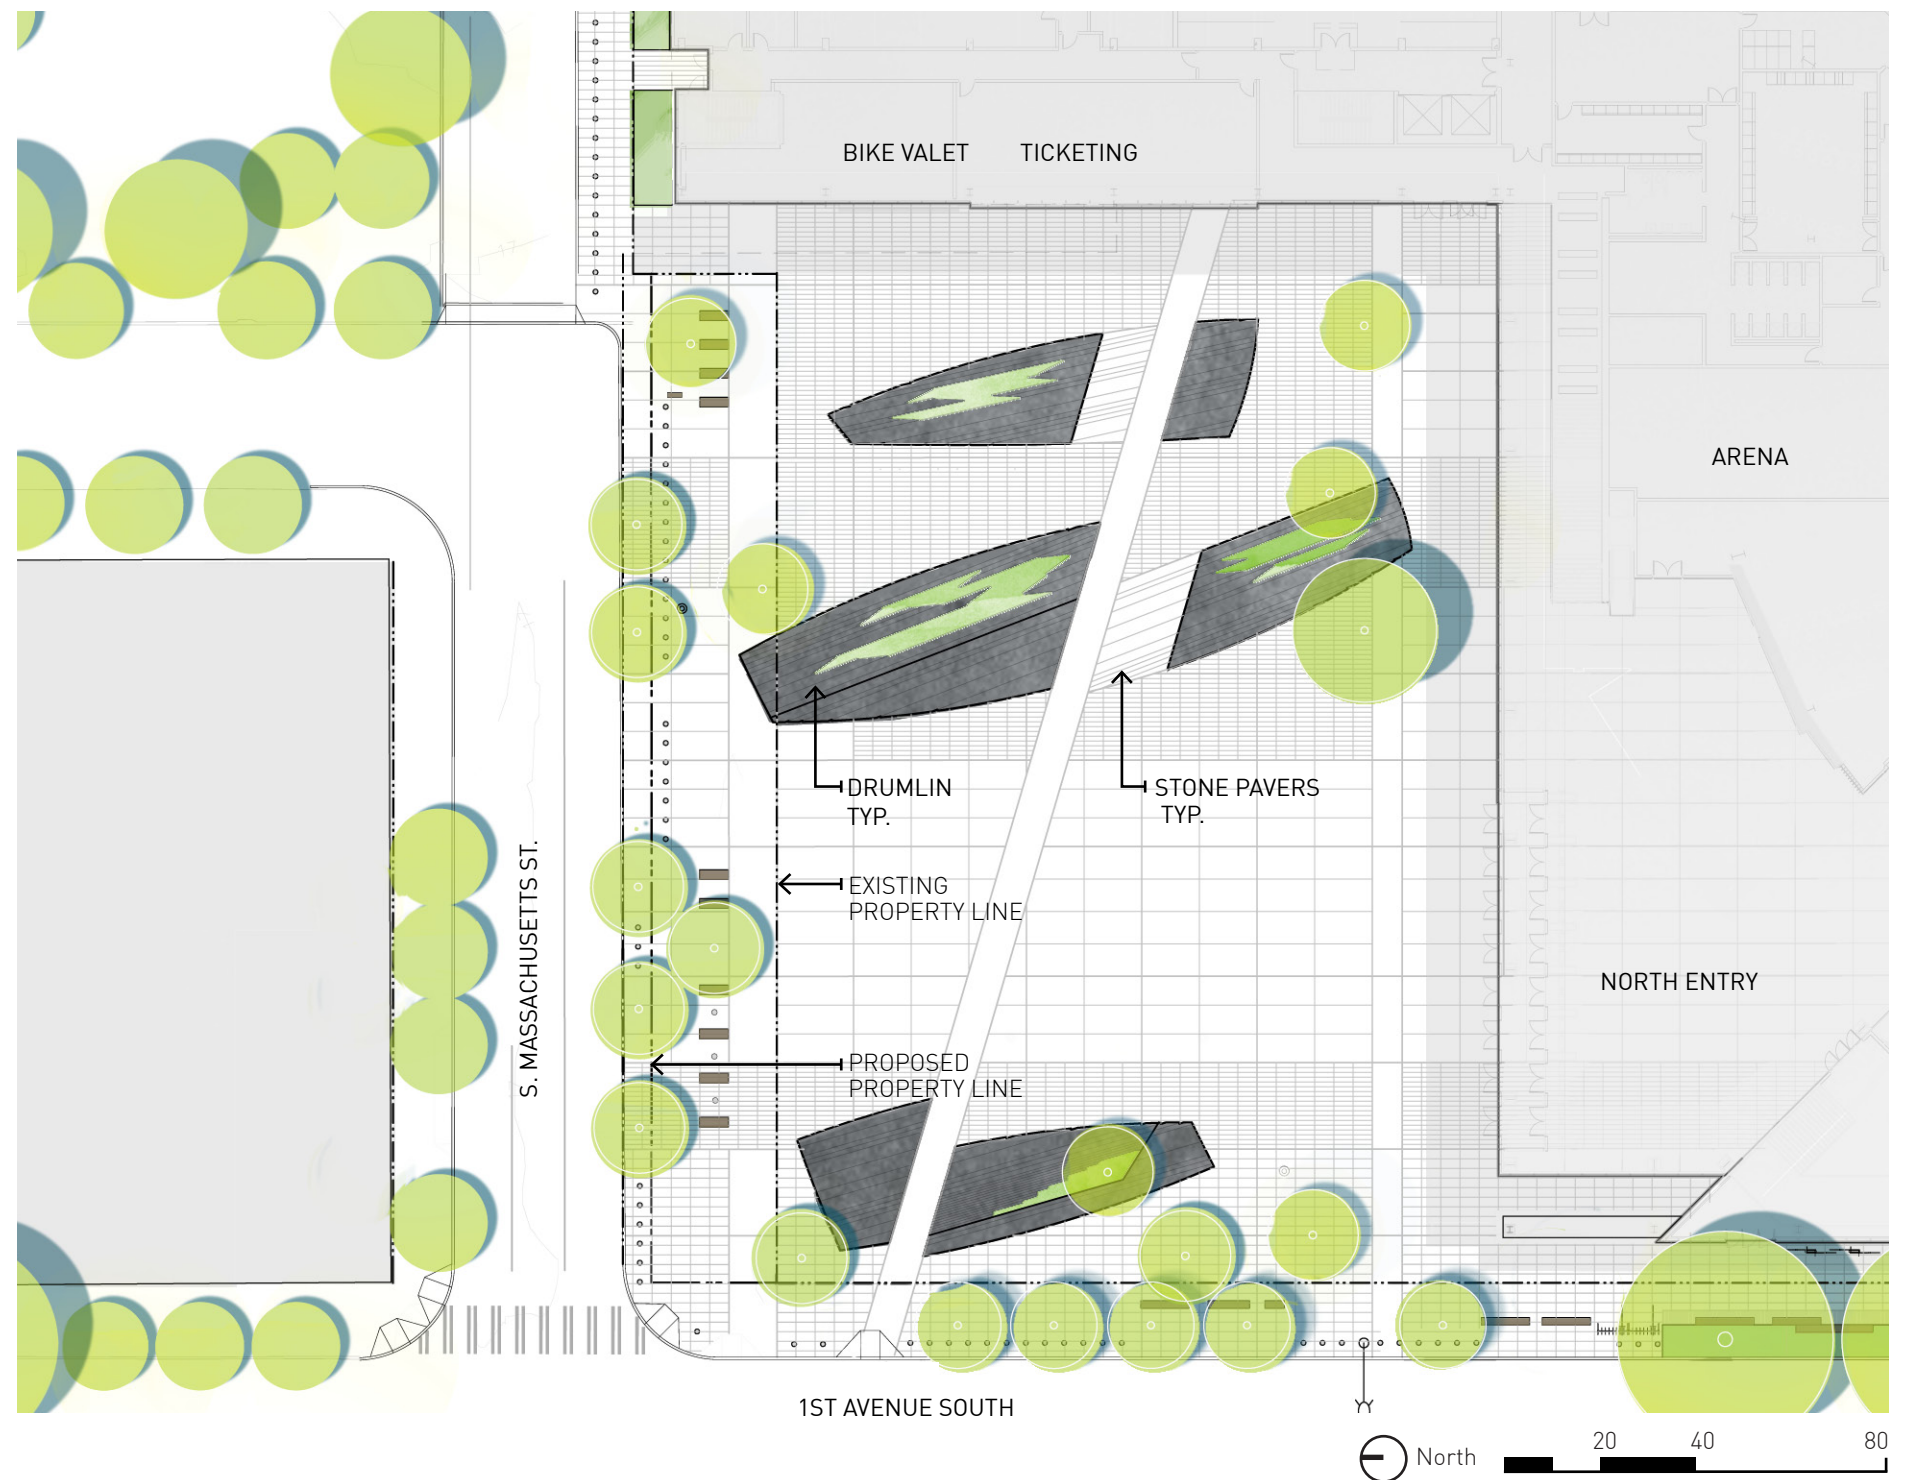 BIKE VALET
TICKETING
ARENA
DRUMLIN
TYP.
STONE PAVERS
TYP.
EXISTING
PROPERTY LINE
S. MASSACHUSETTS ST.
NORTH ENTRY
PROPOSED
PROPERTY LINE
1ST AVENUE SOUTH
North
20
40
80